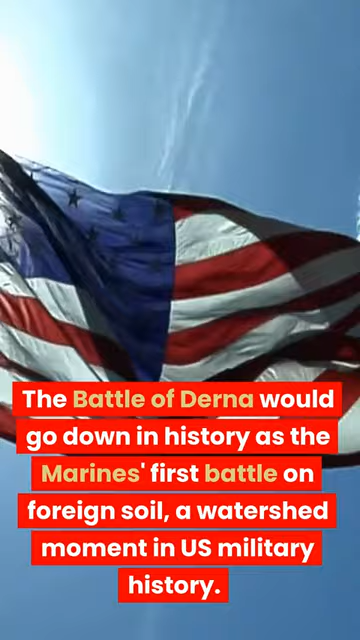 The Battle of Derna would
go down in history as the
Marines' first battle on
foreign soil, a watershed
moment in US military
history.